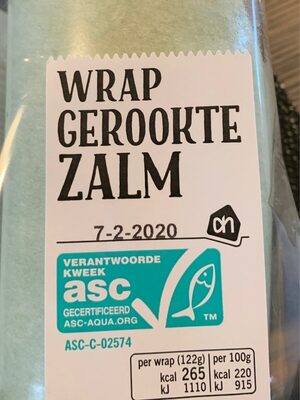 WRAP
GEROOKTE
ZALM
7-2-2020
ah
VERANTWOORDE
KWEEK
asc
GECERTIFICEERD
ASC-AQUA.ORG
TM
ASC-C-02574
per wrap (122g) per 100g
kcal 265 kcal 220
kJ 1110 kJ 915